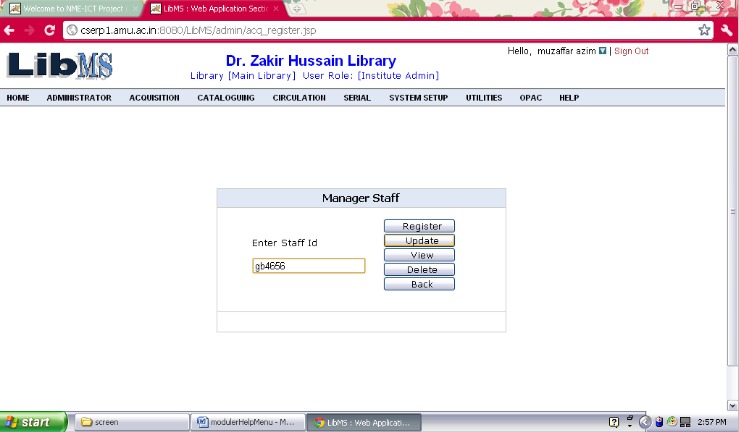 Welcome to NME-ICT Project
LibMS : Web Application Secti
cserp1.amu.ac.in:8080/LibMS/admin/acq_register.jsp
LibMS
Dr. Zakir Hussain Library
Library [Main Library] User Role: [Institute Admin]
Hello, muzaffar azim | Sign Out
HOME ADMINISTRATOR ACQUISITION CATALOGUING CIRCULATION SERIAL SYSTEM SETUP UTILITIES OPAC HELP
Manager Staff
Enter Staff Id
gb4656
Register
Update
View
Delete
Back
start screen modulerHelpMenu - M... LibMS : Web Applicati... 2:57 PM